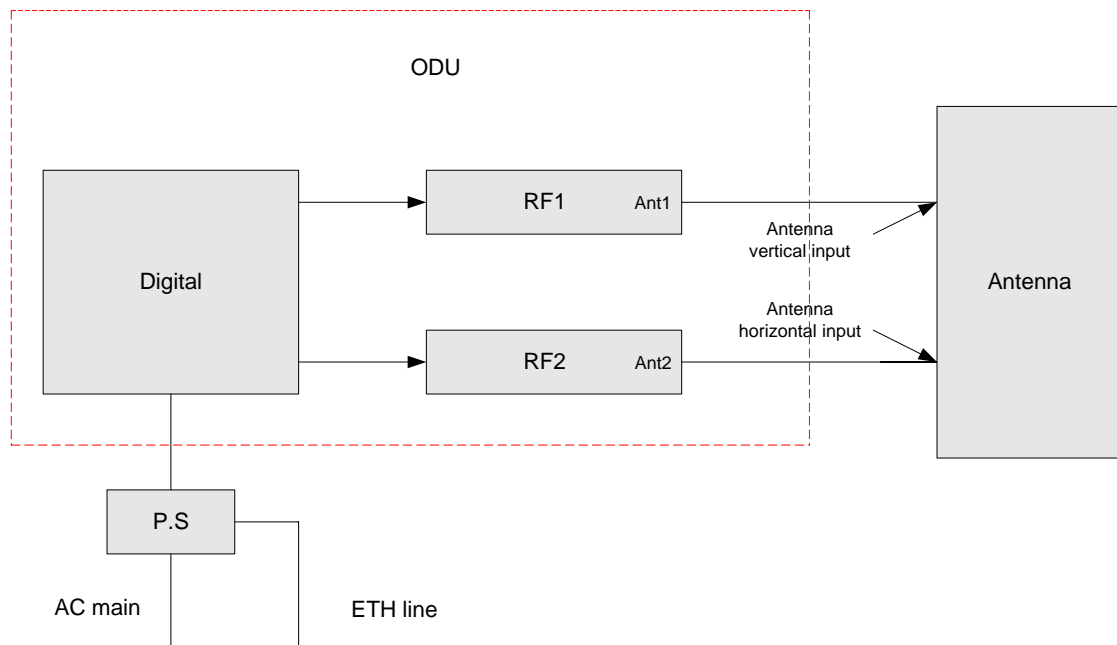 ODU
RF1
Ant1
Antenna
vertical input
Digital
Antenna
Antenna
horizontal input
RF2
Ant2
P.S
AC main
ETH line